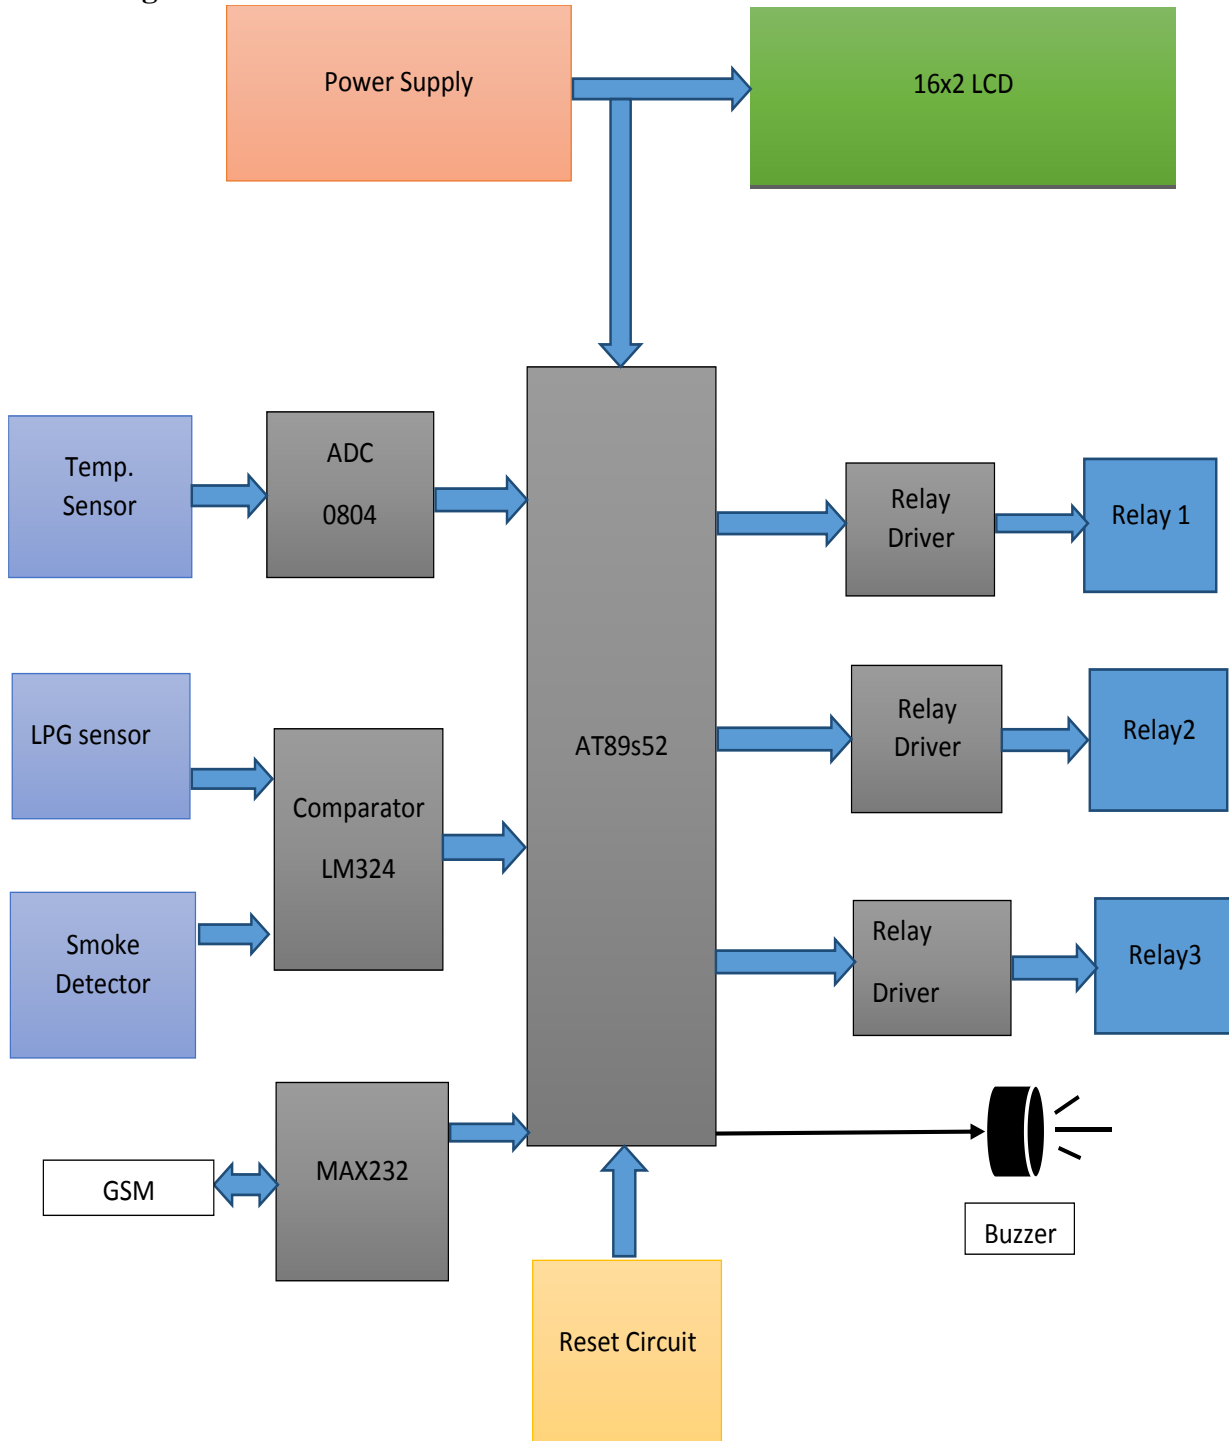 Power Supply
16x2 LCD
Temp.
Sensor
ADC
0804
Relay
Driver
Relay 1
LPG sensor
Comparator
LM324
AT89s52
Relay
Driver
Relay2
Smoke
Detector
Relay
Driver
Relay3
GSM
MAX232
Buzzer
Reset Circuit